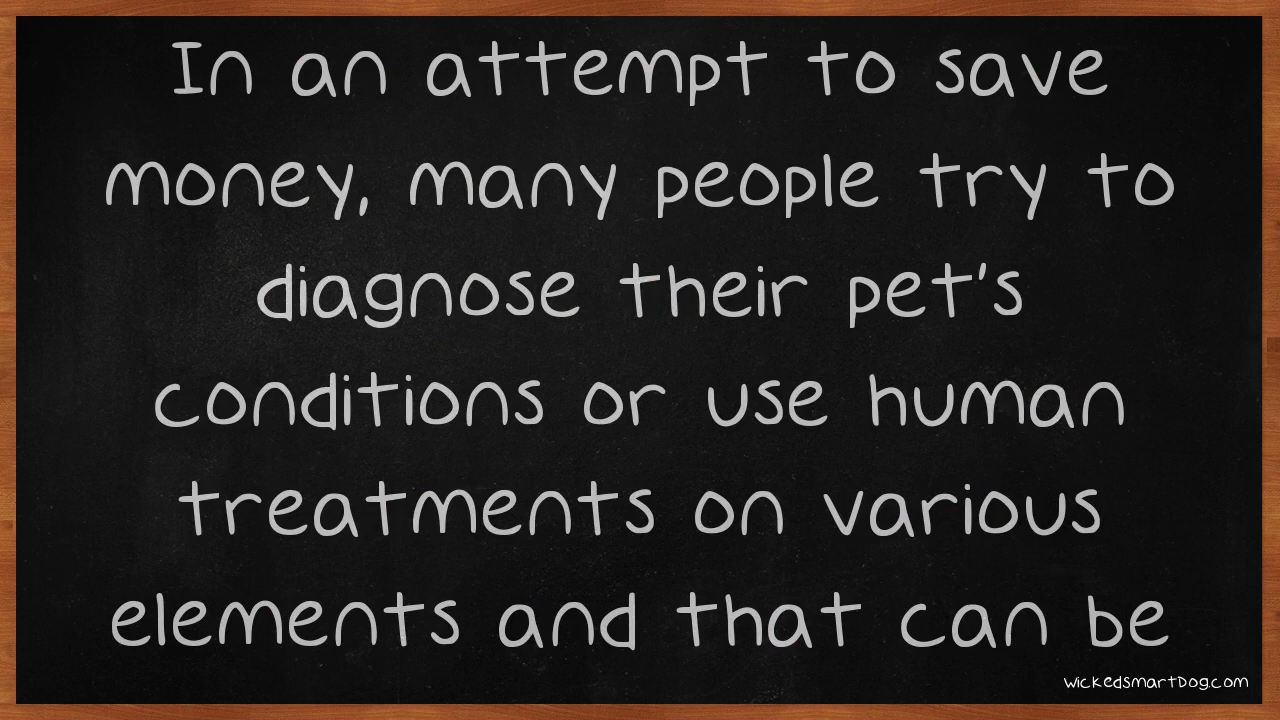 In an attempt to save
money, many people try to
diagnose their pet's
conditions or use human
treatments on various
elements and that can be
wickedsmartDog.com